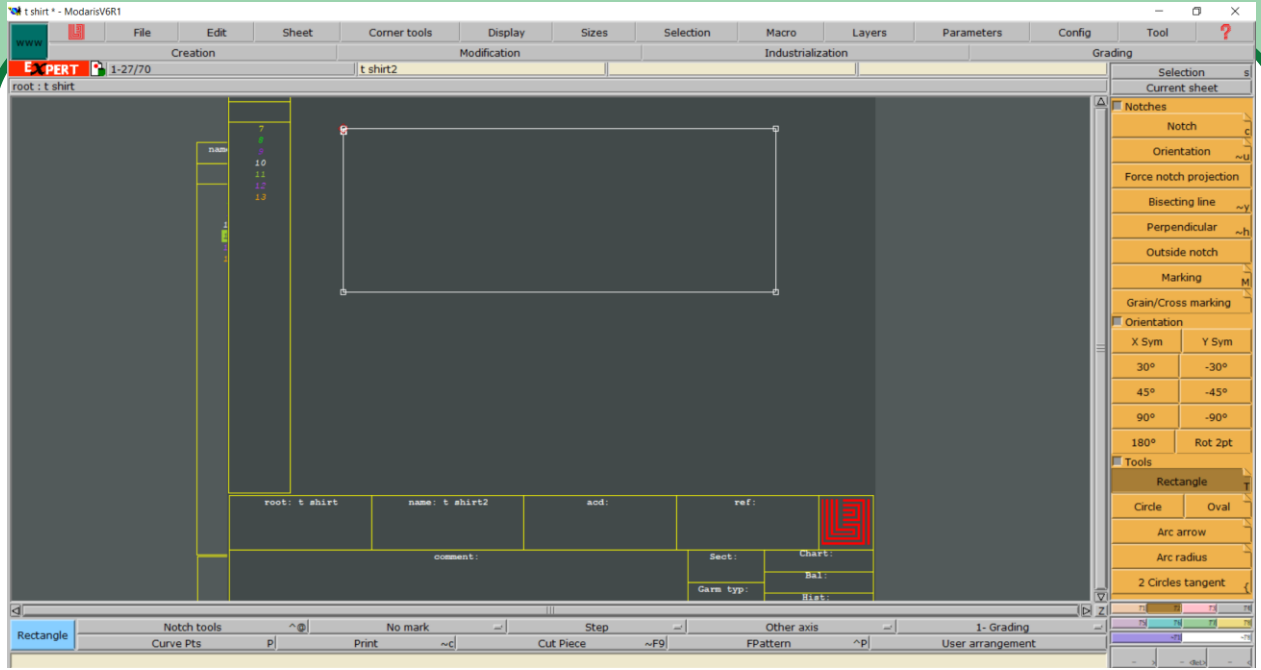 t shirt * - ModarisV6R1
www File Edit Sheet Corner tools Display Sizes Selection Macro Layers Parameters Config Tool ?
Creation Modification Industrialization Grading
EXPERT 1-27/70 t shirt2
Selection s
root : t shirt
Current sheet
Notches
Notch c
Orientation ~u
Force notch projection
Bisecting line ~y
Perpendicular ~h
Outside notch
Marking M
Grain/Cross marking
Orientation
X Sym Y Sym
30° -30°
45° -45°
90° -90°
180° Rot 2pt
Tools
Rectangle T
Circle Oval
Arc arrow
Arc radius
2 Circles tangent {
nam
7
8
9
10
11
12
13
root: t shirt name: t shirt2 acd: ref:
comment: Sect: Chart:
Bal:
Garm typ:
Hist:
Z
Rectangle
Notch tools ^@ No mark Step Other axis 1- Grading
Curve Pts P Print ~c Cut Piece ~F9 FPattern ^P User arrangement